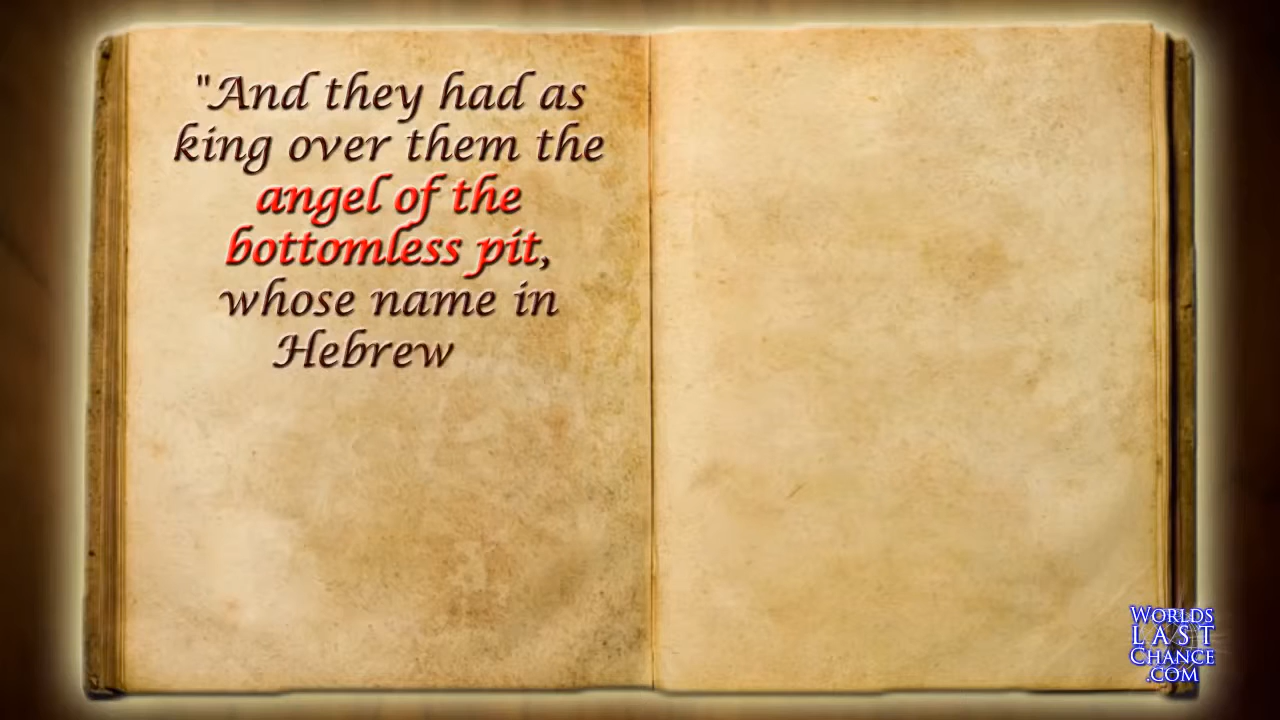 "And they had as
king over them the
angel of the
bottomless pit,
whose name in
Hebrew
WORLDS
LAST
CHANCE
.COM